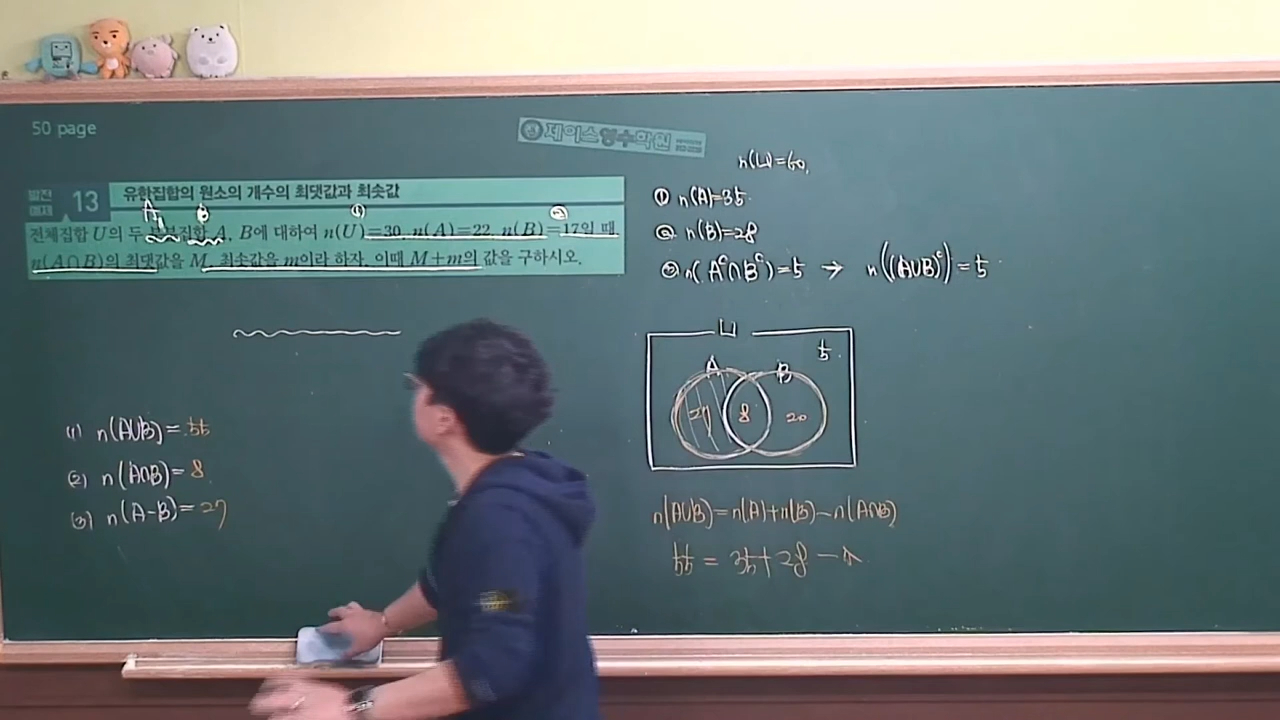 50 page
제이스영수학원
발전
예제 13 유한집합의 원소의 개수의 최댓값과 최솟값
A B ① ②
전체집합 U의 두 부분집합 A, B에 대하여 n(U)=30, n(A)=22, n(B)=17일 때
n(A∩B)의 최댓값을 M, 최솟값을 m이라 하자. 이때 M+m의 값을 구하시오.
(1) n(A∪B)=55
(2) n(A∩B)=8
(3) n(A-B)=27
n(U)=60,
① n(A)=35
② n(B)=28
③ n(A^c∩B^c)=5 → n((A∪B)^c)=5
U
5
A B
27 8 20
n(A∪B)=n(A)+n(B)-n(A∩B)
55=35+28-x